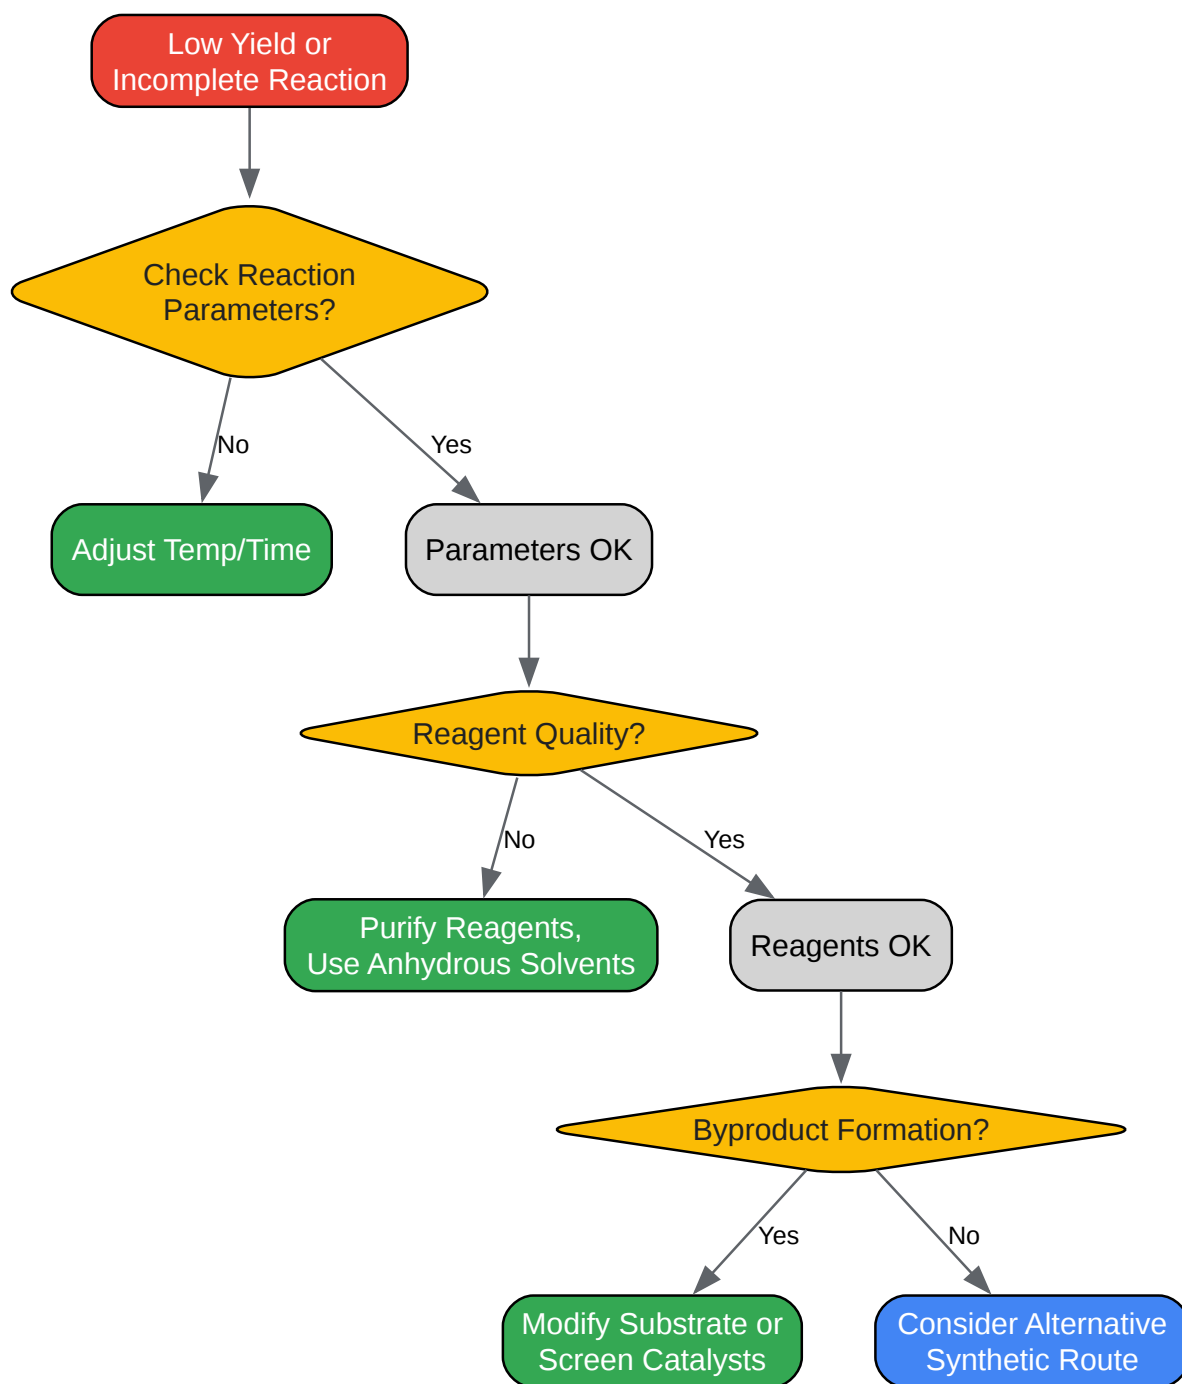 Low Yield or
Incomplete Reaction
Check Reaction
Parameters?
No
Yes
Adjust Temp/Time
Parameters OK
Reagent Quality?
No
Yes
Purify Reagents,
Use Anhydrous Solvents
Reagents OK
Byproduct Formation?
Yes
No
Modify Substrate or
Screen Catalysts
Consider Alternative
Synthetic Route